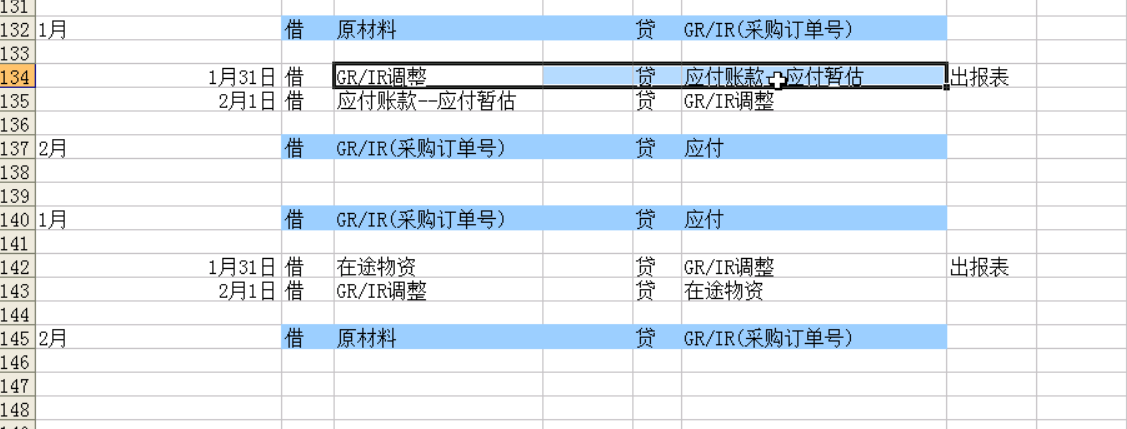 131
132 1月 借 原材料 贷 GR/IR(采购订单号)
133
134 1月31日 借 GR/IR调整 贷 应付账款--应付暂估 出报表
135 2月1日 借 应付账款--应付暂估 贷 GR/IR调整
136
137 2月 借 GR/IR(采购订单号) 贷 应付
138
139
140 1月 借 GR/IR(采购订单号) 贷 应付
141
142 1月31日 借 在途物资 贷 GR/IR调整 出报表
143 2月1日 借 GR/IR调整 贷 在途物资
144
145 2月 借 原材料 贷 GR/IR(采购订单号)
146
147
148